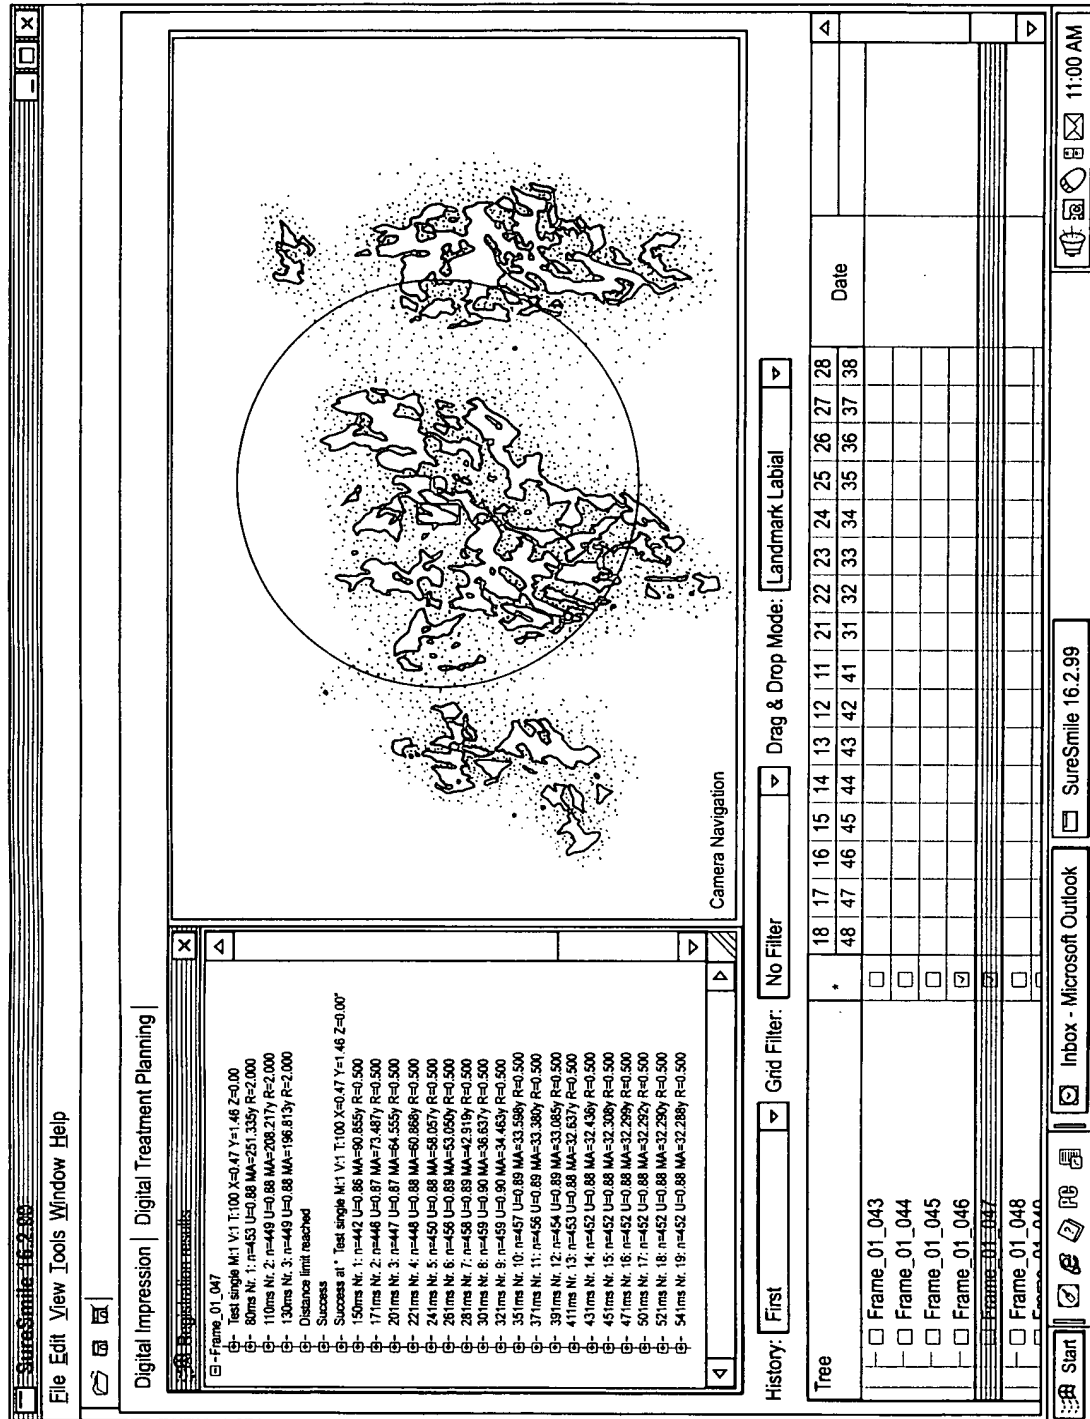 SureSmile 16.2.99
File Edit View Tools Window Help
Digital Impression | Digital Treatment Planning
Registration results
Frame_01_047
Test single M:1 V:1 T:100 X=0.47 Y=1.46 Z=0.00
80ms Nr. 1: n=453 U=0.88 MA=251.335y R=2.000
110ms Nr. 2: n=449 U=0.88 MA=208.217y R=2.000
130ms Nr. 3: n=449 U=0.88 MA=196.813y R=2.000
Distance limit reached
Success
Success at " Test single M:1 V:1 T:100 X=0.47 Y=1.46 Z=0.00"
150ms Nr. 1: n=442 U=0.86 MA=90.855y R=0.500
171ms Nr. 2: n=446 U=0.87 MA=73.487y R=0.500
201ms Nr. 3: n=447 U=0.87 MA=64.555y R=0.500
221ms Nr. 4: n=448 U=0.88 MA=60.868y R=0.500
241ms Nr. 5: n=450 U=0.88 MA=58.057y R=0.500
261ms Nr. 6: n=456 U=0.89 MA=53.050y R=0.500
281ms Nr. 7: n=458 U=0.89 MA=42.919y R=0.500
301ms Nr. 8: n=459 U=0.90 MA=36.637y R=0.500
321ms Nr. 9: n=459 U=0.90 MA=34.463y R=0.500
351ms Nr. 10: n=457 U=0.89 MA=33.598y R=0.500
371ms Nr. 11: n=456 U=0.89 MA=33.380y R=0.500
391ms Nr. 12: n=454 U=0.89 MA=33.085y R=0.500
411ms Nr. 13: n=453 U=0.88 MA=32.637y R=0.500
431ms Nr. 14: n=452 U=0.88 MA=32.436y R=0.500
451ms Nr. 15: n=452 U=0.88 MA=32.308y R=0.500
471ms Nr. 16: n=452 U=0.88 MA=32.299y R=0.500
501ms Nr. 17: n=452 U=0.88 MA=32.292y R=0.500
521ms Nr. 18: n=452 U=0.88 MA=32.290y R=0.500
541ms Nr. 19: n=452 U=0.88 MA=32.288y R=0.500
Camera Navigation
History: First Grid Filter: No Filter Drag & Drop Mode: Landmark Labial
Tree * 18 17 16 15 14 13 12 11 21 22 23 24 25 26 27 28 Date
48 47 46 45 44 43 42 41 31 32 33 34 35 36 37 38
Frame_01_043
Frame_01_044
Frame_01_045
Frame_01_046
Frame_01_047
Frame_01_048
Frame_01_049
Start Inbox - Microsoft Outlook SureSmile 16.2.99 11:00 AM